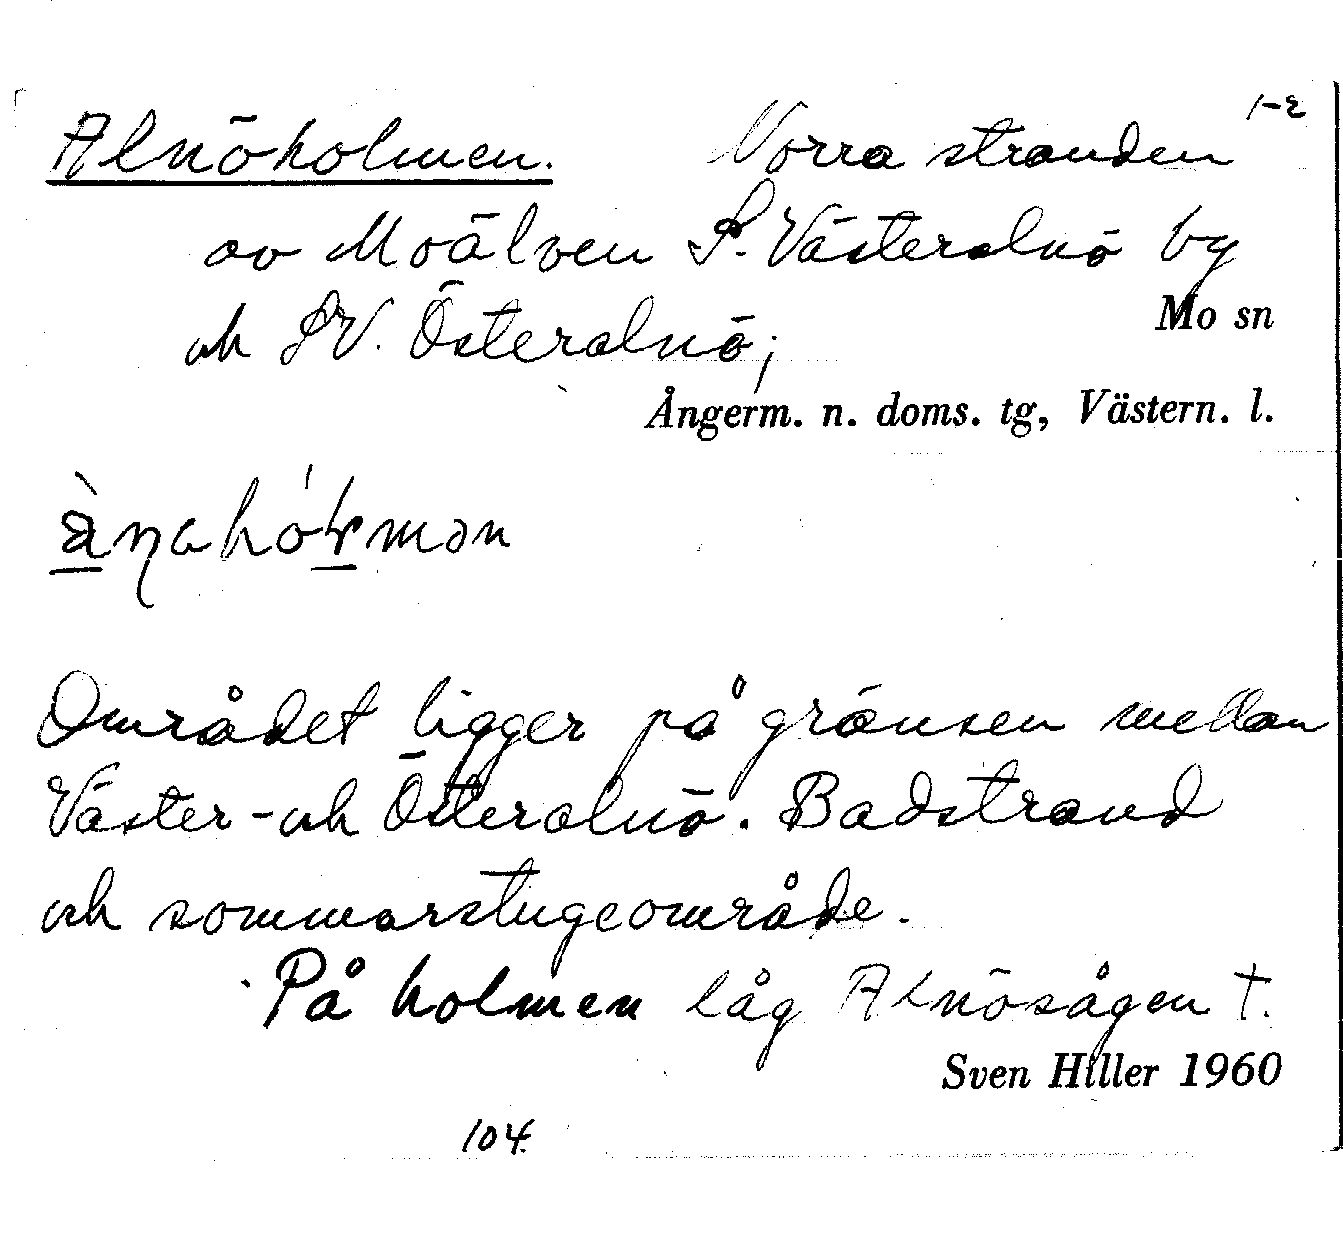 1-2
Alnöholmen. Norra stranden
av Moälven S. Västeralnö by
och SV. Österalnö;
Mo sn
Ångerm. n. doms. tg, Västern. l.
Området ligger på gränsen mellan
Väster- och Österalnö. Badstrand
och sommarstugeområde.
På holmen låg Alnösågen †.
Sven Hiller 1960
104.